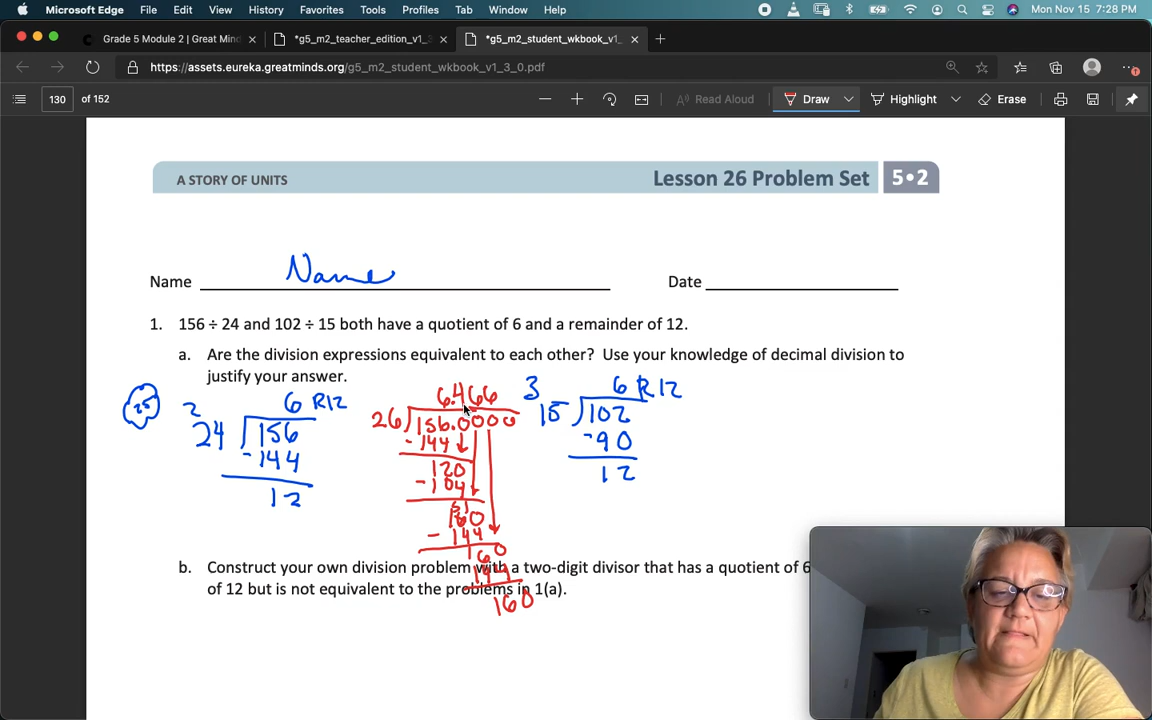 Microsoft Edge File Edit View History Favorites Tools Profiles Tab Window Help Mon Nov 15 7:28 PM
Grade 5 Module 2 | Great Mind *g5_m2_teacher_edition_v1_3_ *g5_m2_student_wkbook_v1_
https://assets.eureka.greatminds.org/g5_m2_student_wkbook_v1_3_0.pdf
130 of 152 Read Aloud Draw Highlight Erase
A STORY OF UNITS Lesson 26 Problem Set 5•2
Name Name Date
1. 156 ÷ 24 and 102 ÷ 15 both have a quotient of 6 and a remainder of 12.
a. Are the division expressions equivalent to each other? Use your knowledge of decimal division to
justify your answer.
25
2
6 R12
24 156
-144
12
6.466
26 156.0000
-144
120
-104
51
160
-144
160
144
160
3
6 R12
15 102
-90
12
b. Construct your own division problem with a two-digit divisor that has a quotient of 6
of 12 but is not equivalent to the problems in 1(a).